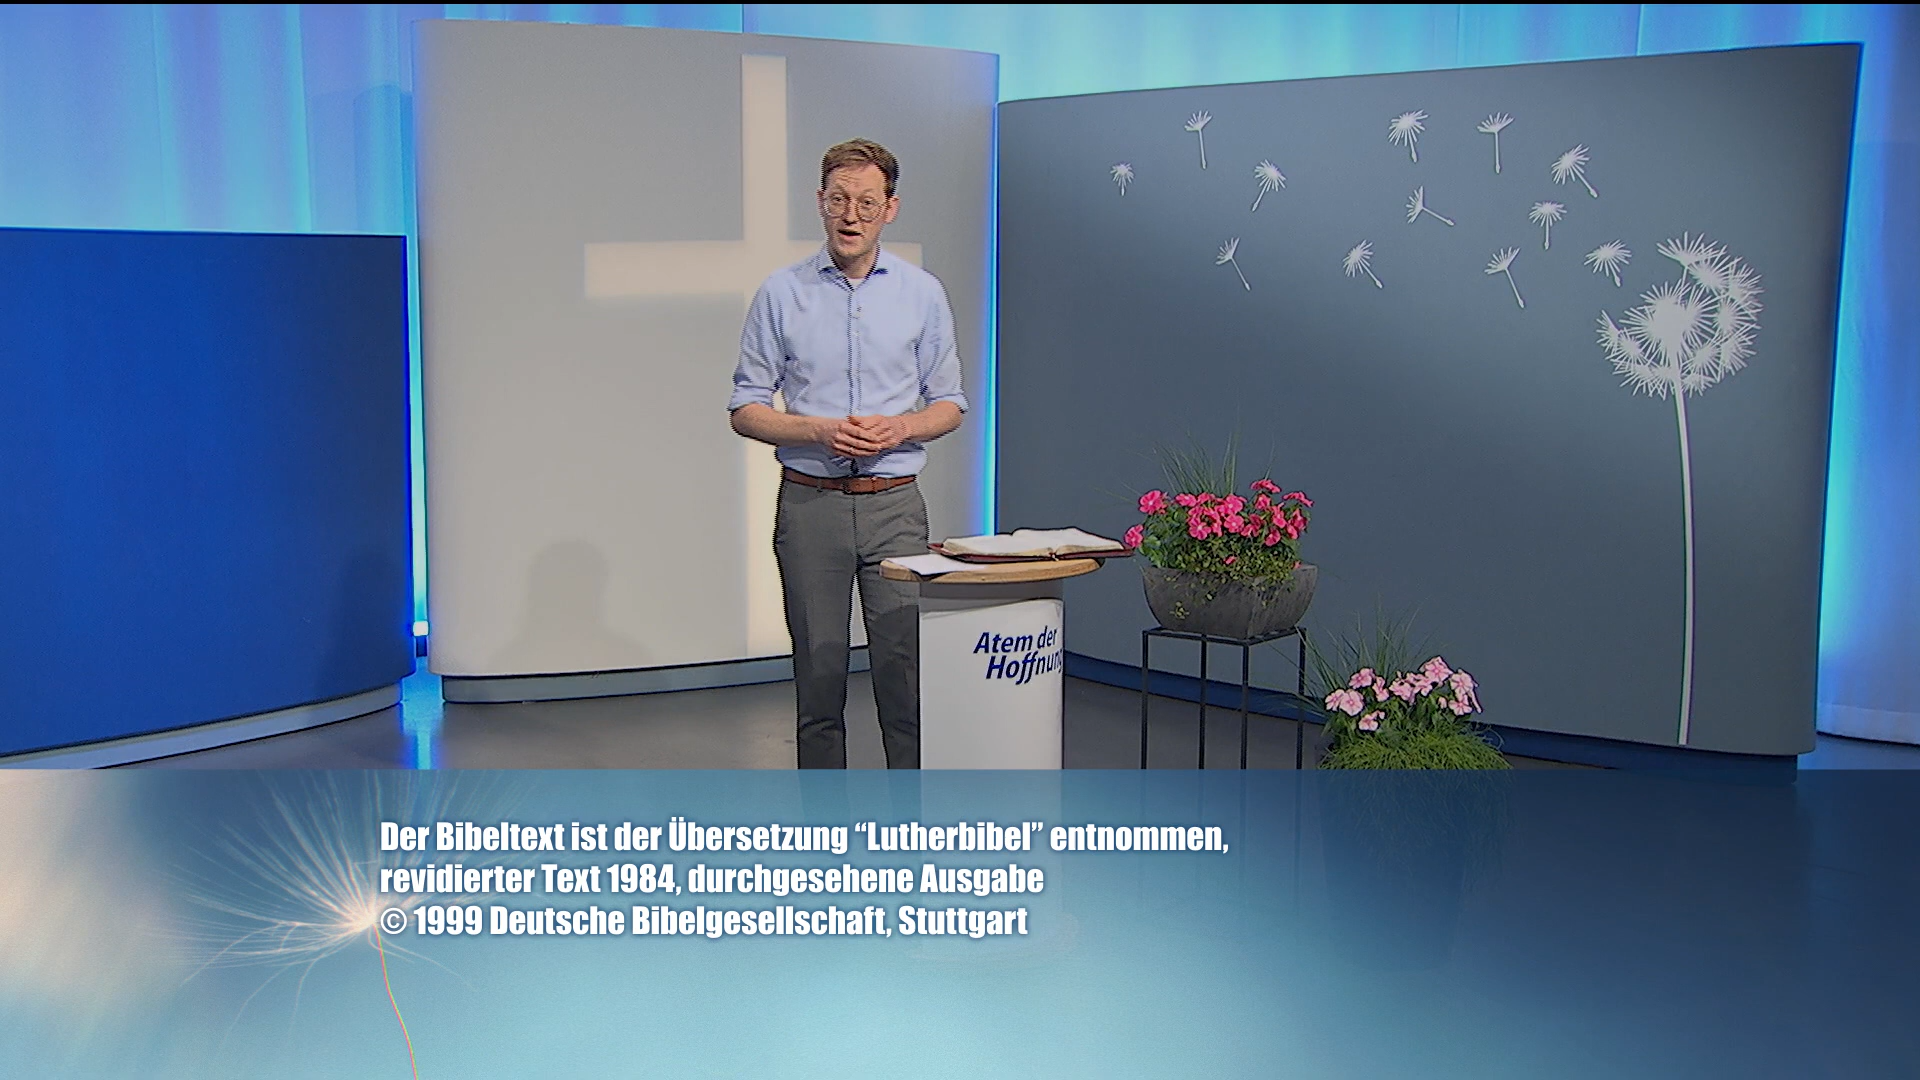 Atem der
Hoffnung
Der Bibeltext ist der Übersetzung “Lutherbibel” entnommen,
revidierter Text 1984, durchgesehene Ausgabe
© 1999 Deutsche Bibelgesellschaft, Stuttgart